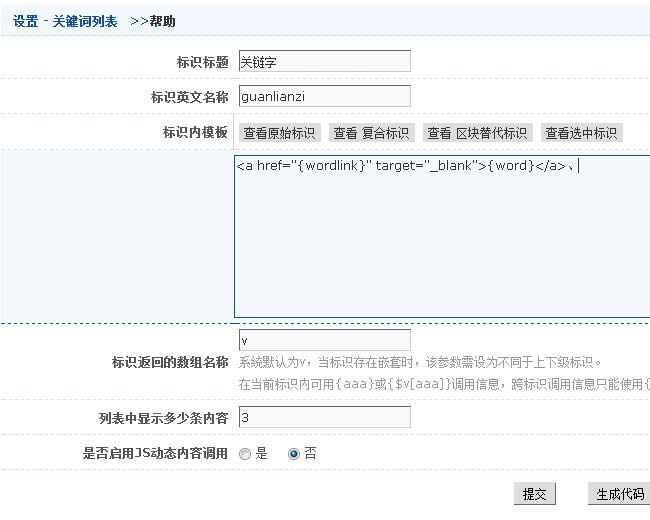 设置 - 关键词列表 >>帮助
标识标题 关链字
标识英文名称 guanlianzi
标识内模板 查看原始标识 查看 复合标识 查看 区块替代标识 查看选中标识
<a href="{wordlink}" target="_blank">{word}</a>、
标识返回的数组名称 v
系统默认为v，当标识存在嵌套时，该参数需设为不同于上下级标识。
在当前标识内可用{aaa}或{$v[aaa]}调用信息，跨标识调用信息只能使用{
列表中显示多少条内容 3
是否启用JS动态内容调用 是 否
提交 生成代码